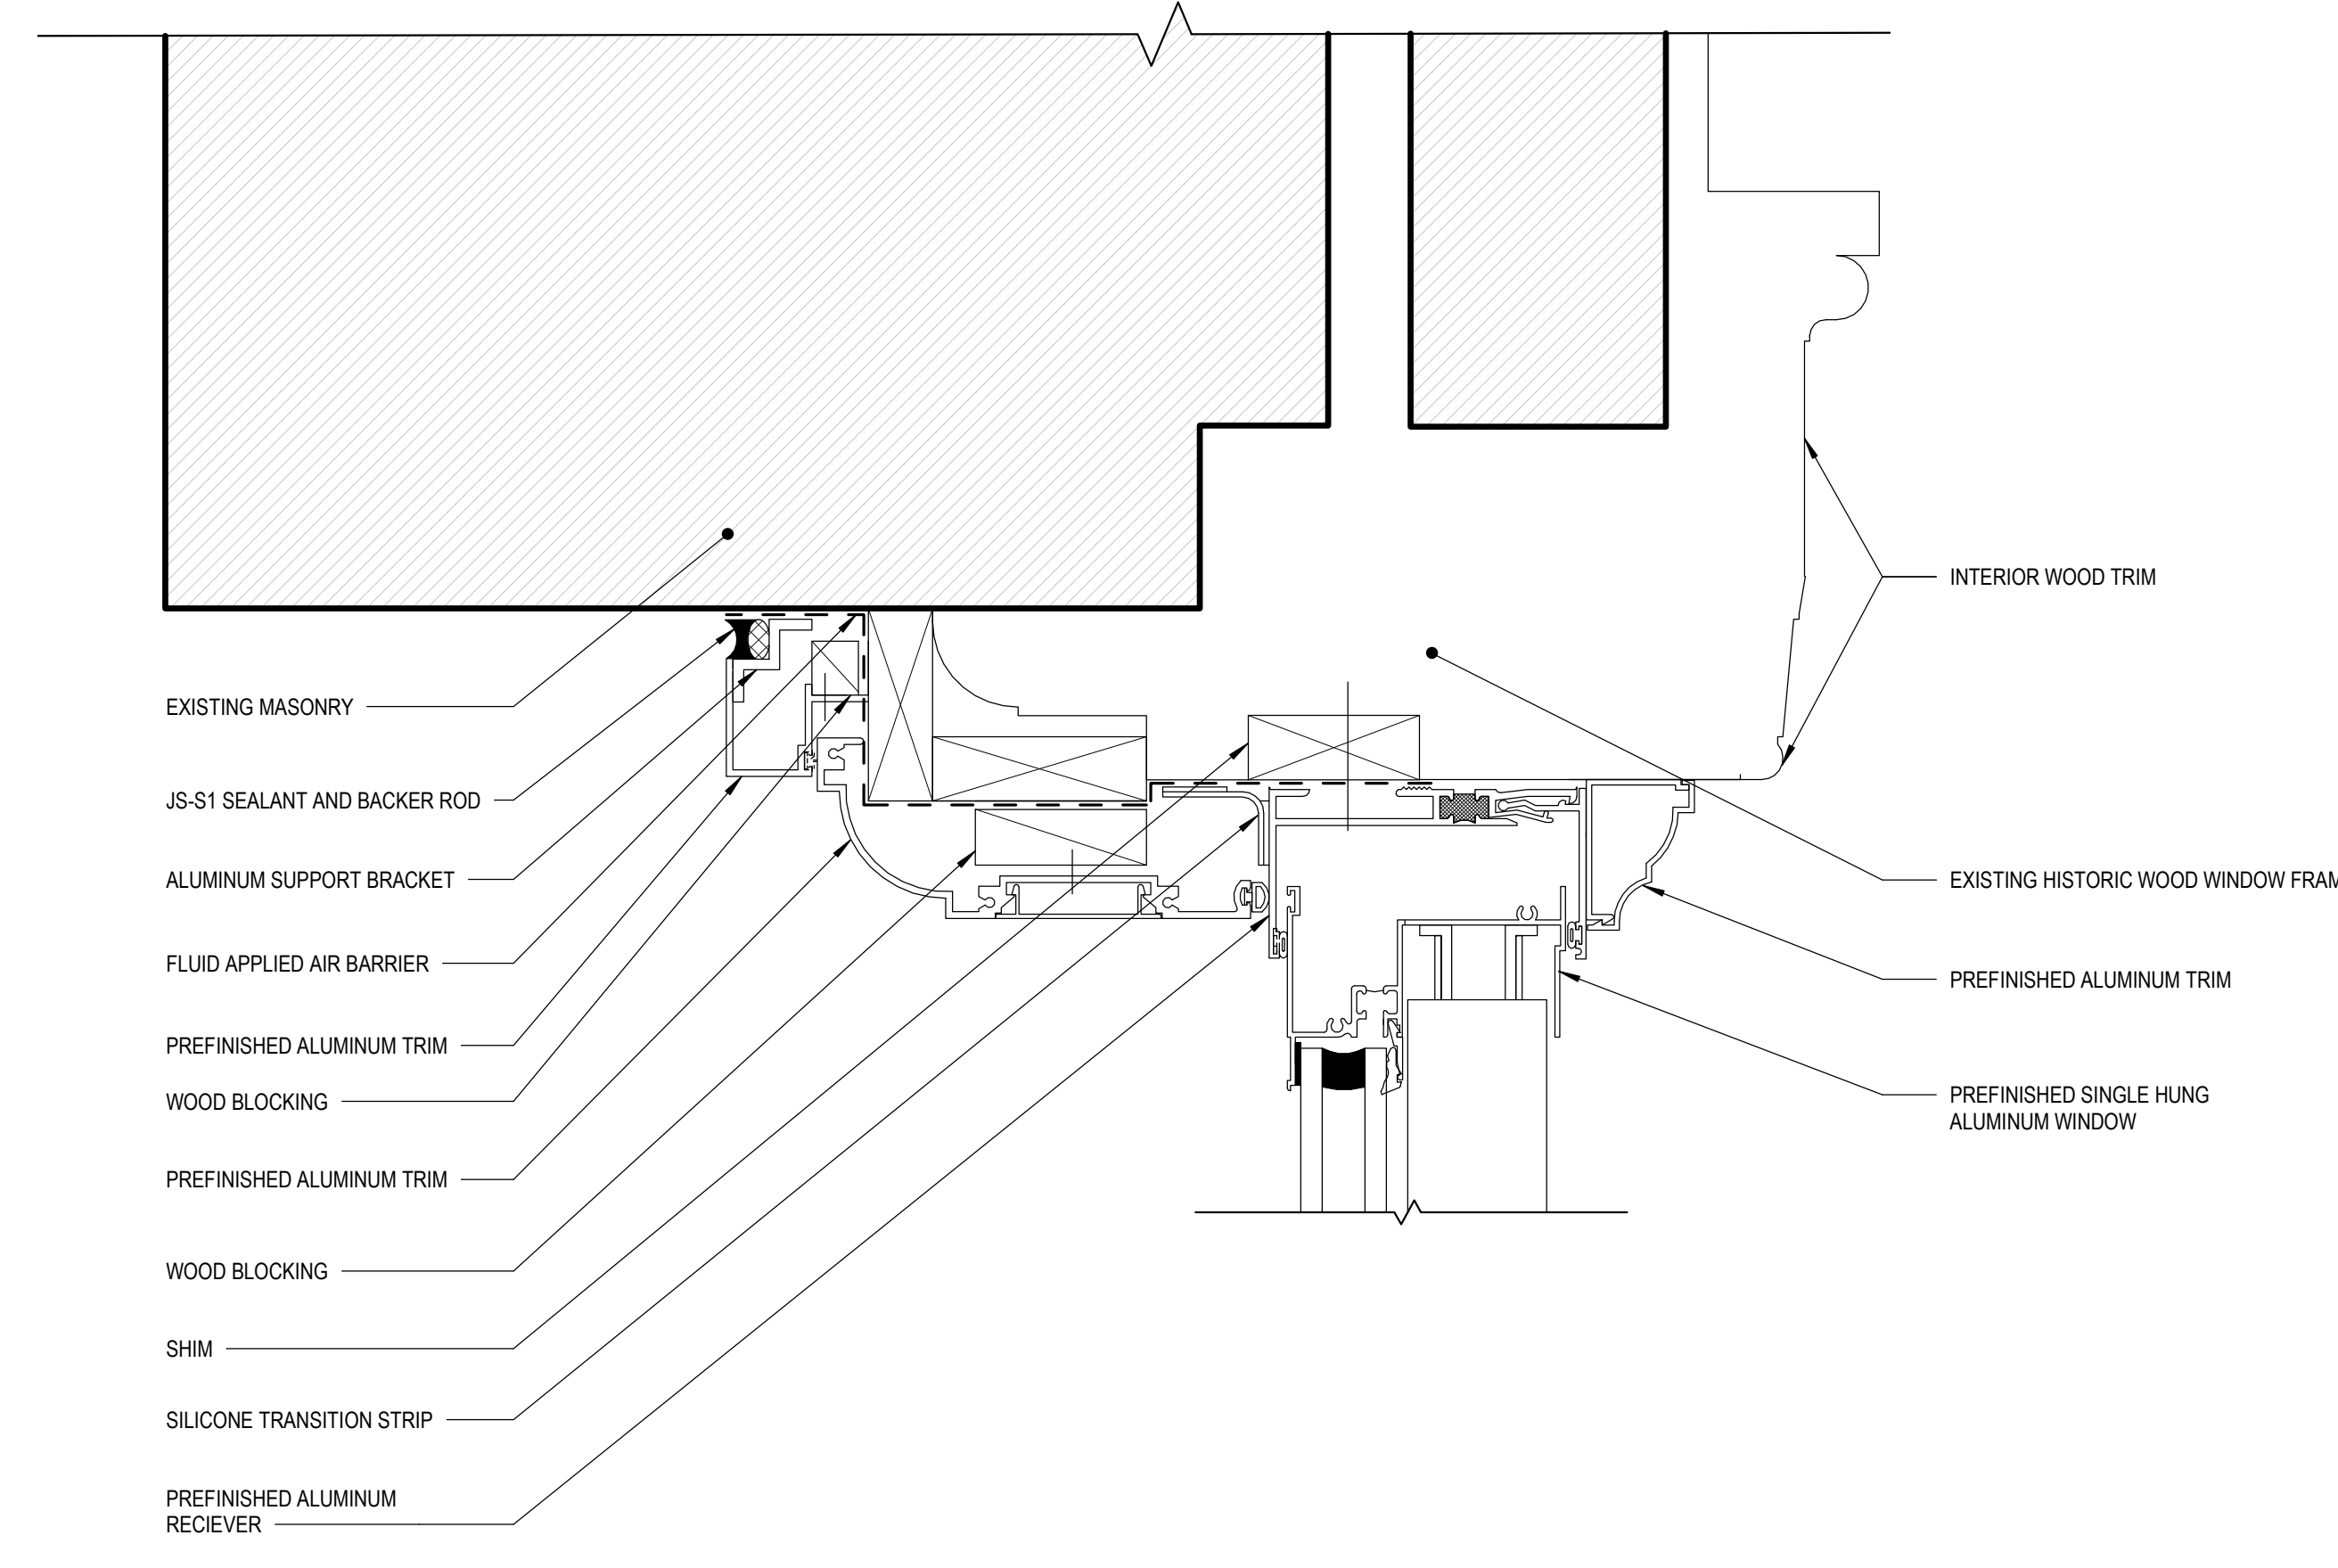 EXISTING MASONRY
JS-S1 SEALANT AND BACKER ROD
ALUMINUM SUPPORT BRACKET
FLUID APPLIED AIR BARRIER
PREFINISHED ALUMINUM TRIM
WOOD BLOCKING
PREFINISHED ALUMINUM TRIM
WOOD BLOCKING
SHIM
SILICONE TRANSITION STRIP
PREFINISHED ALUMINUM
RECIEVER
INTERIOR WOOD TRIM
EXISTING HISTORIC WOOD WINDOW FRAM
PREFINISHED ALUMINUM TRIM
PREFINISHED SINGLE HUNG
ALUMINUM WINDOW